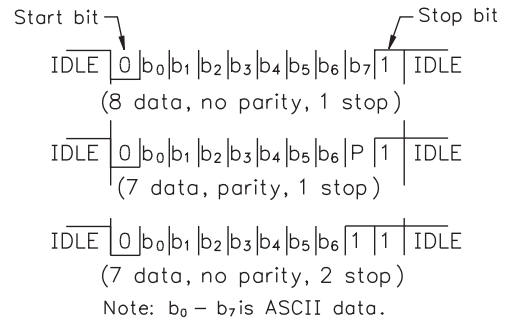 Start bit Stop bit
IDLE 0 b₀ b₁ b₂ b₃ b₄ b₅ b₆ b₇ 1 IDLE
(8 data, no parity, 1 stop)
IDLE 0 b₀ b₁ b₂ b₃ b₄ b₅ b₆ P 1 IDLE
(7 data, parity, 1 stop)
IDLE 0 b₀ b₁ b₂ b₃ b₄ b₅ b₆ 1 1 IDLE
(7 data, no parity, 2 stop)
Note: b₀ – b₇ is ASCII data.